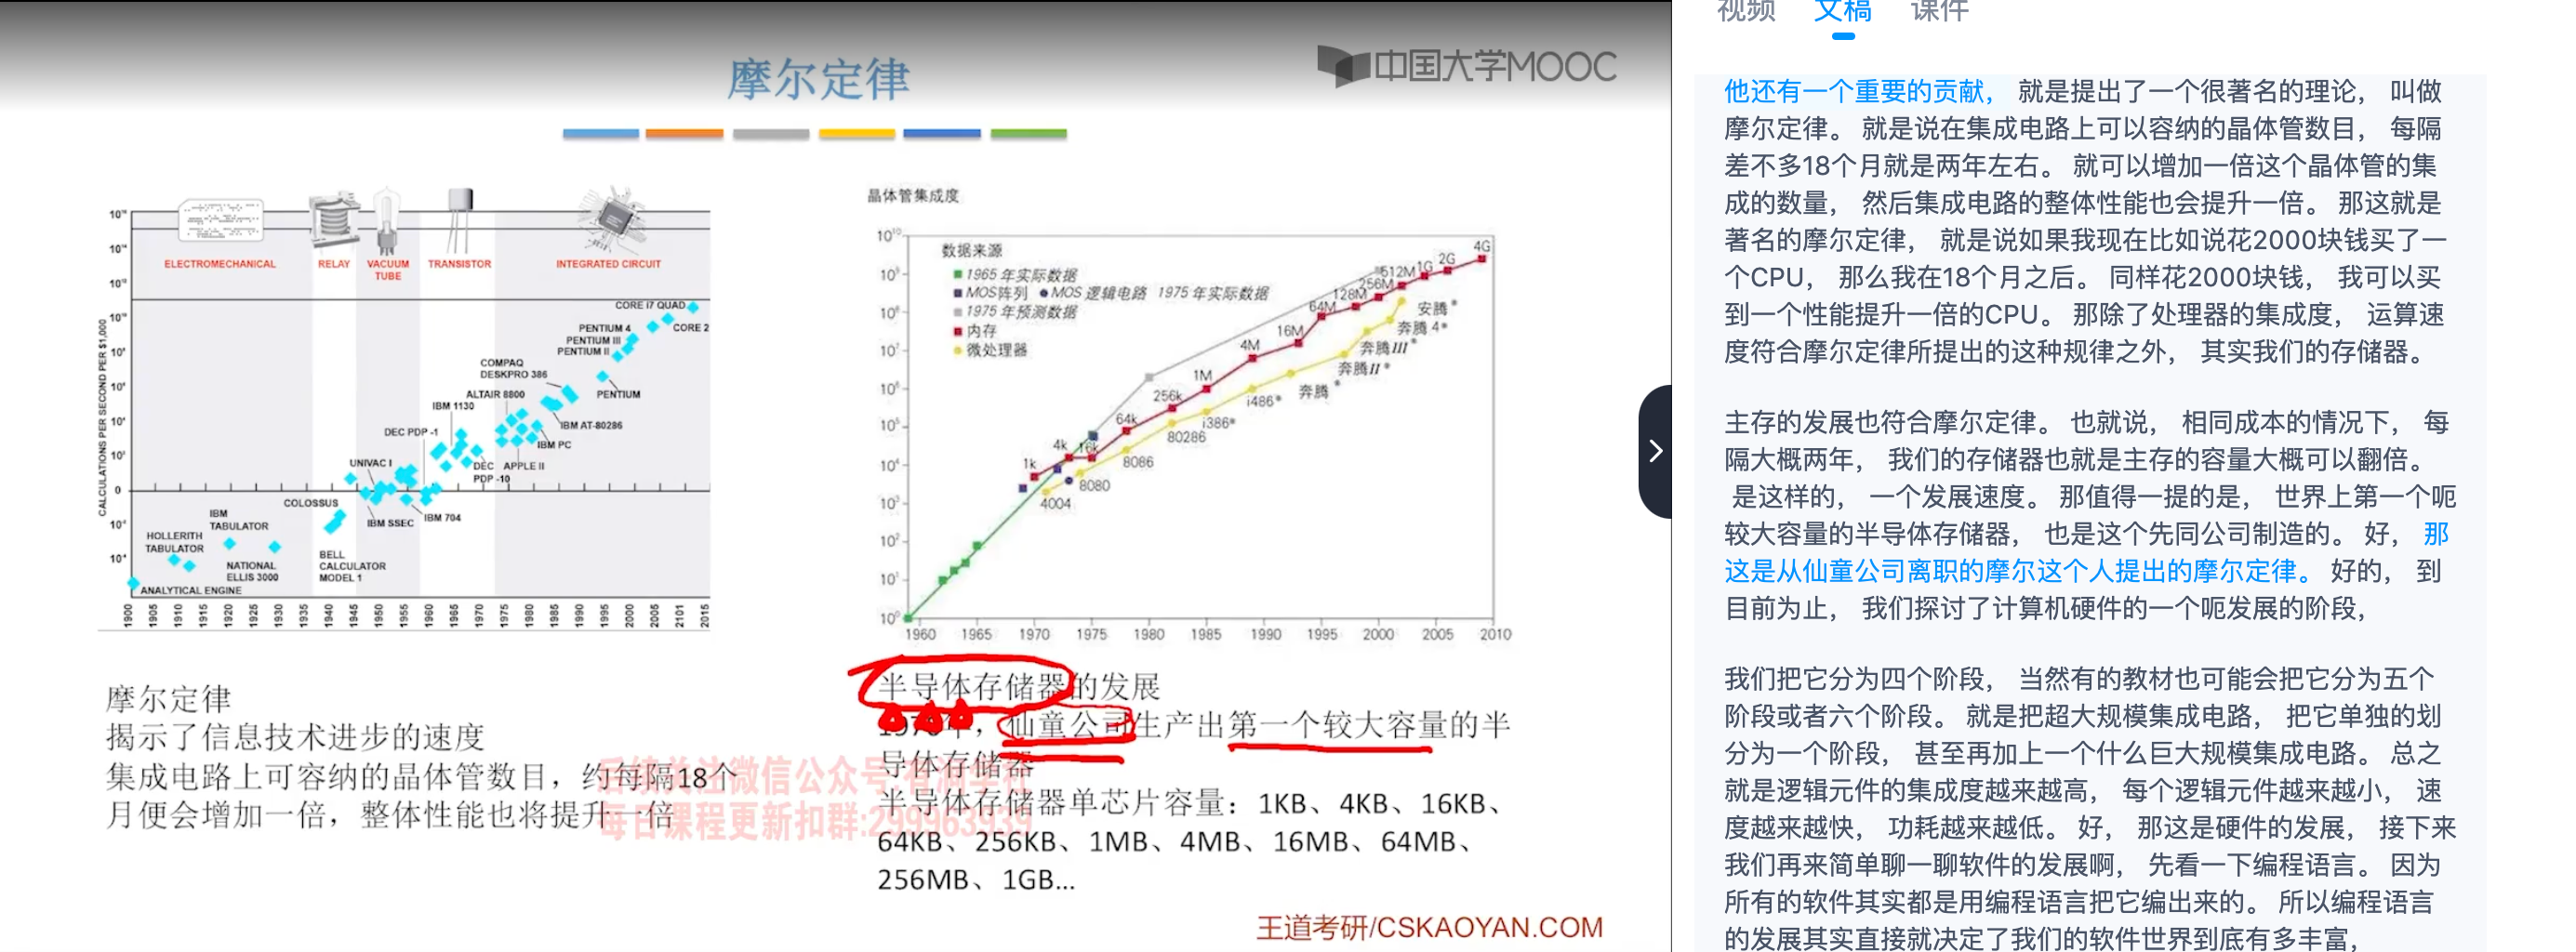 摩尔定律
中国大学MOOC
CALCULATIONS PER SECOND PER $1,000
ELECTROMECHANICAL
RELAY
VACUUM
TUBE
TRANSISTOR
INTEGRATED CIRCUIT
CORE i7 QUAD
CORE 2
PENTIUM 4
PENTIUM III
PENTIUM II
PENTIUM
COMPAQ
DESKPRO 386
ALTAIR 8800
IBM 1130
IBM AT-80286
DEC PDP -1
IBM PC
UNIVAC I
DEC
PDP -10
APPLE II
COLOSSUS
IBM SSEC
IBM 704
IBM
TABULATOR
HOLLERITH
TABULATOR
NATIONAL
ELLIS 3000
BELL
CALCULATOR
MODEL 1
ANALYTICAL ENGINE
1900 1905 1910 1915 1920 1925 1930 1935 1940 1945 1950 1955 1960 1965 1970 1975 1980 1985 1990 1995 2000 2005 2101 2015
摩尔定律
揭示了信息技术进步的速度
集成电路上可容纳的晶体管数目，约每隔18个
月便会增加一倍，整体性能也将提升一倍
晶体管集成度
数据来源
1965 年实际数据
MOS阵列 MOS 逻辑电路 1975 年实际数据
1975 年预测数据
内存
微处理器
10¹⁰
10⁹
10⁸
10⁷
10⁶
10⁵
10⁴
10³
10²
10¹
10⁰
1k 4k 16k 64k 256k 1M 4M 16M 64M 128M 256M 512M 1G 2G 4G
4004 8080 8086 80286 i386 i486 奔腾 奔腾II 奔腾III 奔腾 4 安腾
1960 1965 1970 1975 1980 1985 1990 1995 2000 2005 2010
半导体存储器的发展
1970年，仙童公司生产出第一个较大容量的半
导体存储器
半导体存储器单芯片容量：1KB、4KB、16KB、
64KB、256KB、1MB、4MB、16MB、64MB、
256MB、1GB…
每日课程更新扣群:299963939
王道考研/CSKAOYAN.COM
视频 文稿 课件
他还有一个重要的贡献， 就是提出了一个很著名的理论， 叫做
摩尔定律。 就是说在集成电路上可以容纳的晶体管数目， 每隔
差不多18个月就是两年左右。 就可以增加一倍这个晶体管的集
成的数量， 然后集成电路的整体性能也会提升一倍。 那这就是
著名的摩尔定律， 就是说如果我现在比如说花2000块钱买了一
个CPU， 那么我在18个月之后。 同样花2000块钱， 我可以买
到一个性能提升一倍的CPU。 那除了处理器的集成度， 运算速
度符合摩尔定律所提出的这种规律之外， 其实我们的存储器。
主存的发展也符合摩尔定律。 也就说， 相同成本的情况下， 每
隔大概两年， 我们的存储器也就是主存的容量大概可以翻倍。
是这样的， 一个发展速度。 那值得一提的是， 世界上第一个呃
较大容量的半导体存储器， 也是这个先同公司制造的。 好， 那
这是从仙童公司离职的摩尔这个人提出的摩尔定律。 好的， 到
目前为止， 我们探讨了计算机硬件的一个呃发展的阶段，
我们把它分为四个阶段， 当然有的教材也可能会把它分为五个
阶段或者六个阶段。 就是把超大规模集成电路， 把它单独的划
分为一个阶段， 甚至再加上一个什么巨大规模集成电路。 总之
就是逻辑元件的集成度越来越高， 每个逻辑元件越来越小， 速
度越来越快， 功耗越来越低。 好， 那这是硬件的发展， 接下来
我们再来简单聊一聊软件的发展啊， 先看一下编程语言。 因为
所有的软件其实都是用编程语言把它编出来的。 所以编程语言
的发展其实直接就决定了我们的软件世界到底有多丰富，